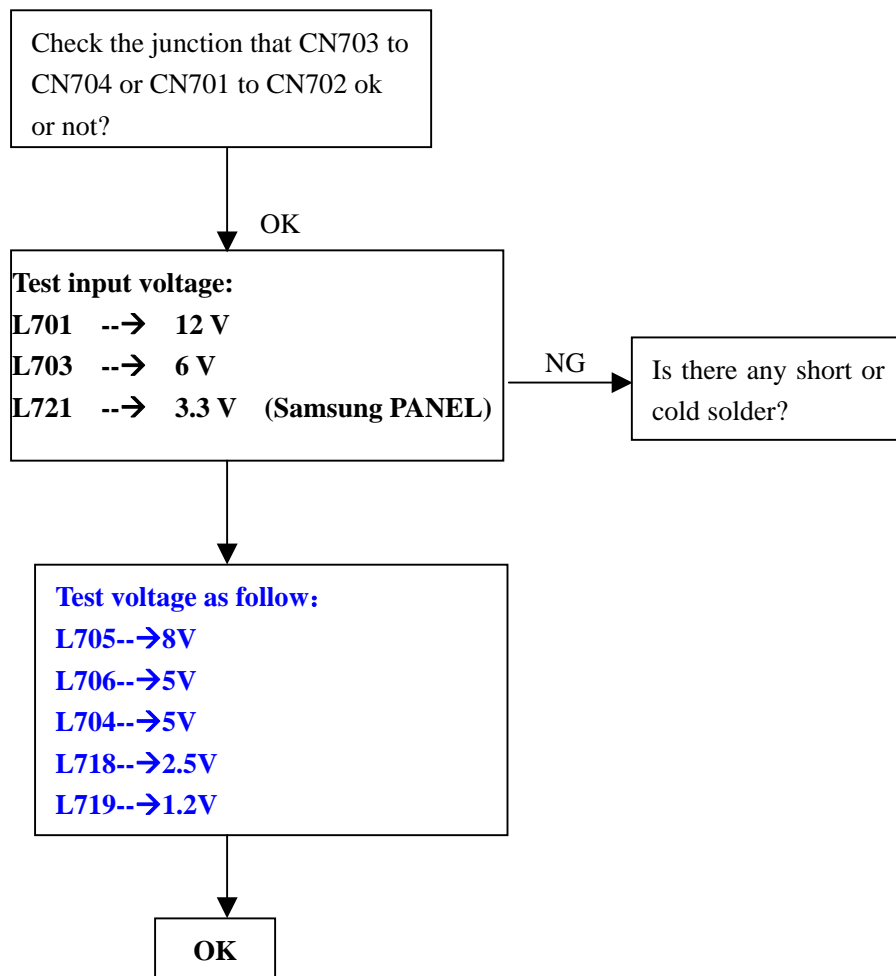 Check the junction that CN703 to
CN704 or CN701 to CN702 ok
or not?
OK
Test input voltage:
L701 --→ 12 V
L703 --→ 6 V
L721 --→ 3.3 V (Samsung PANEL)
NG
Is there any short or
cold solder?
Test voltage as follow：
L705--→8V
L706--→5V
L704--→5V
L718--→2.5V
L719--→1.2V
OK